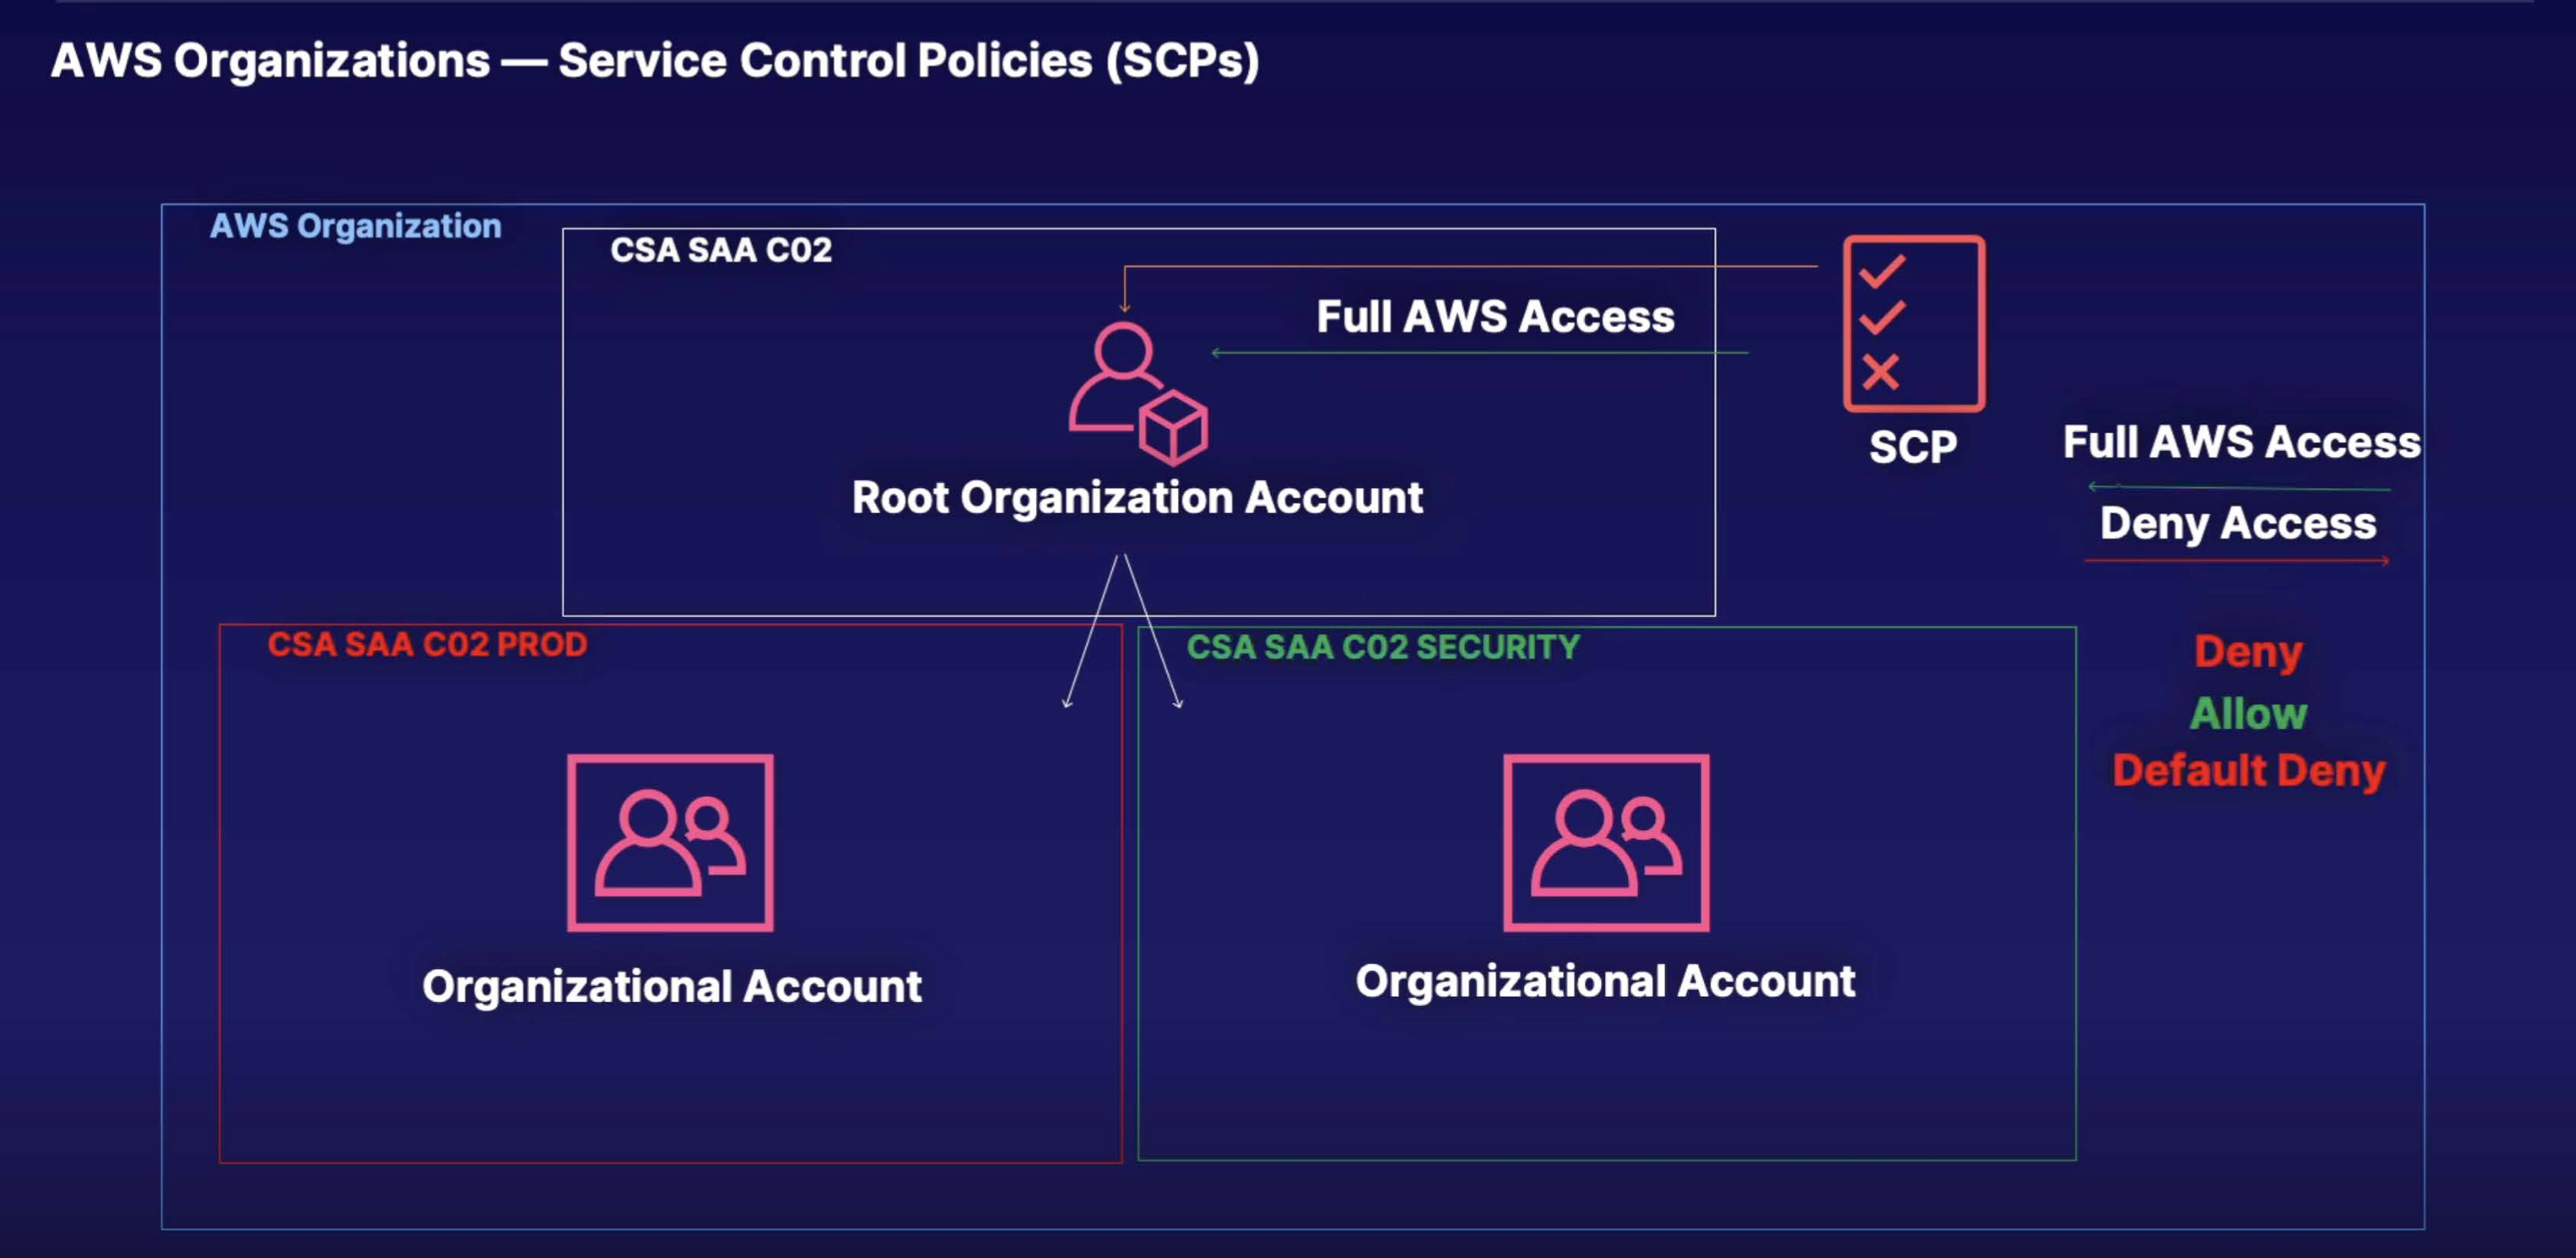 AWS Organizations — Service Control Policies (SCPs)
AWS Organization
CSA SAA C02
Full AWS Access
Root Organization Account
SCP
Full AWS Access
Deny Access
Deny
Allow
Default Deny
CSA SAA C02 PROD
Organizational Account
CSA SAA C02 SECURITY
Organizational Account